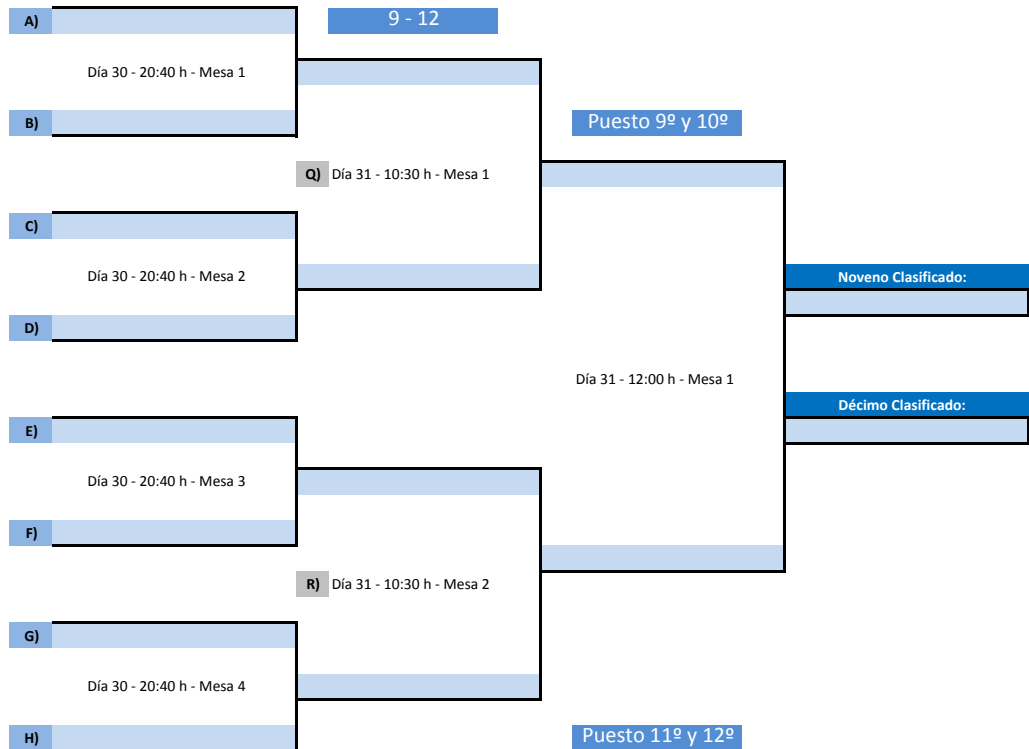 A)
9 - 12
Día 30 - 20:40 h - Mesa 1
B)
Puesto 9º y 10º
Q) Día 31 - 10:30 h - Mesa 1
C)
Día 30 - 20:40 h - Mesa 2
Noveno Clasificado:
D)
Día 31 - 12:00 h - Mesa 1
Décimo Clasificado:
E)
Día 30 - 20:40 h - Mesa 3
F)
R) Día 31 - 10:30 h - Mesa 2
G)
Día 30 - 20:40 h - Mesa 4
H)
Puesto 11º y 12º